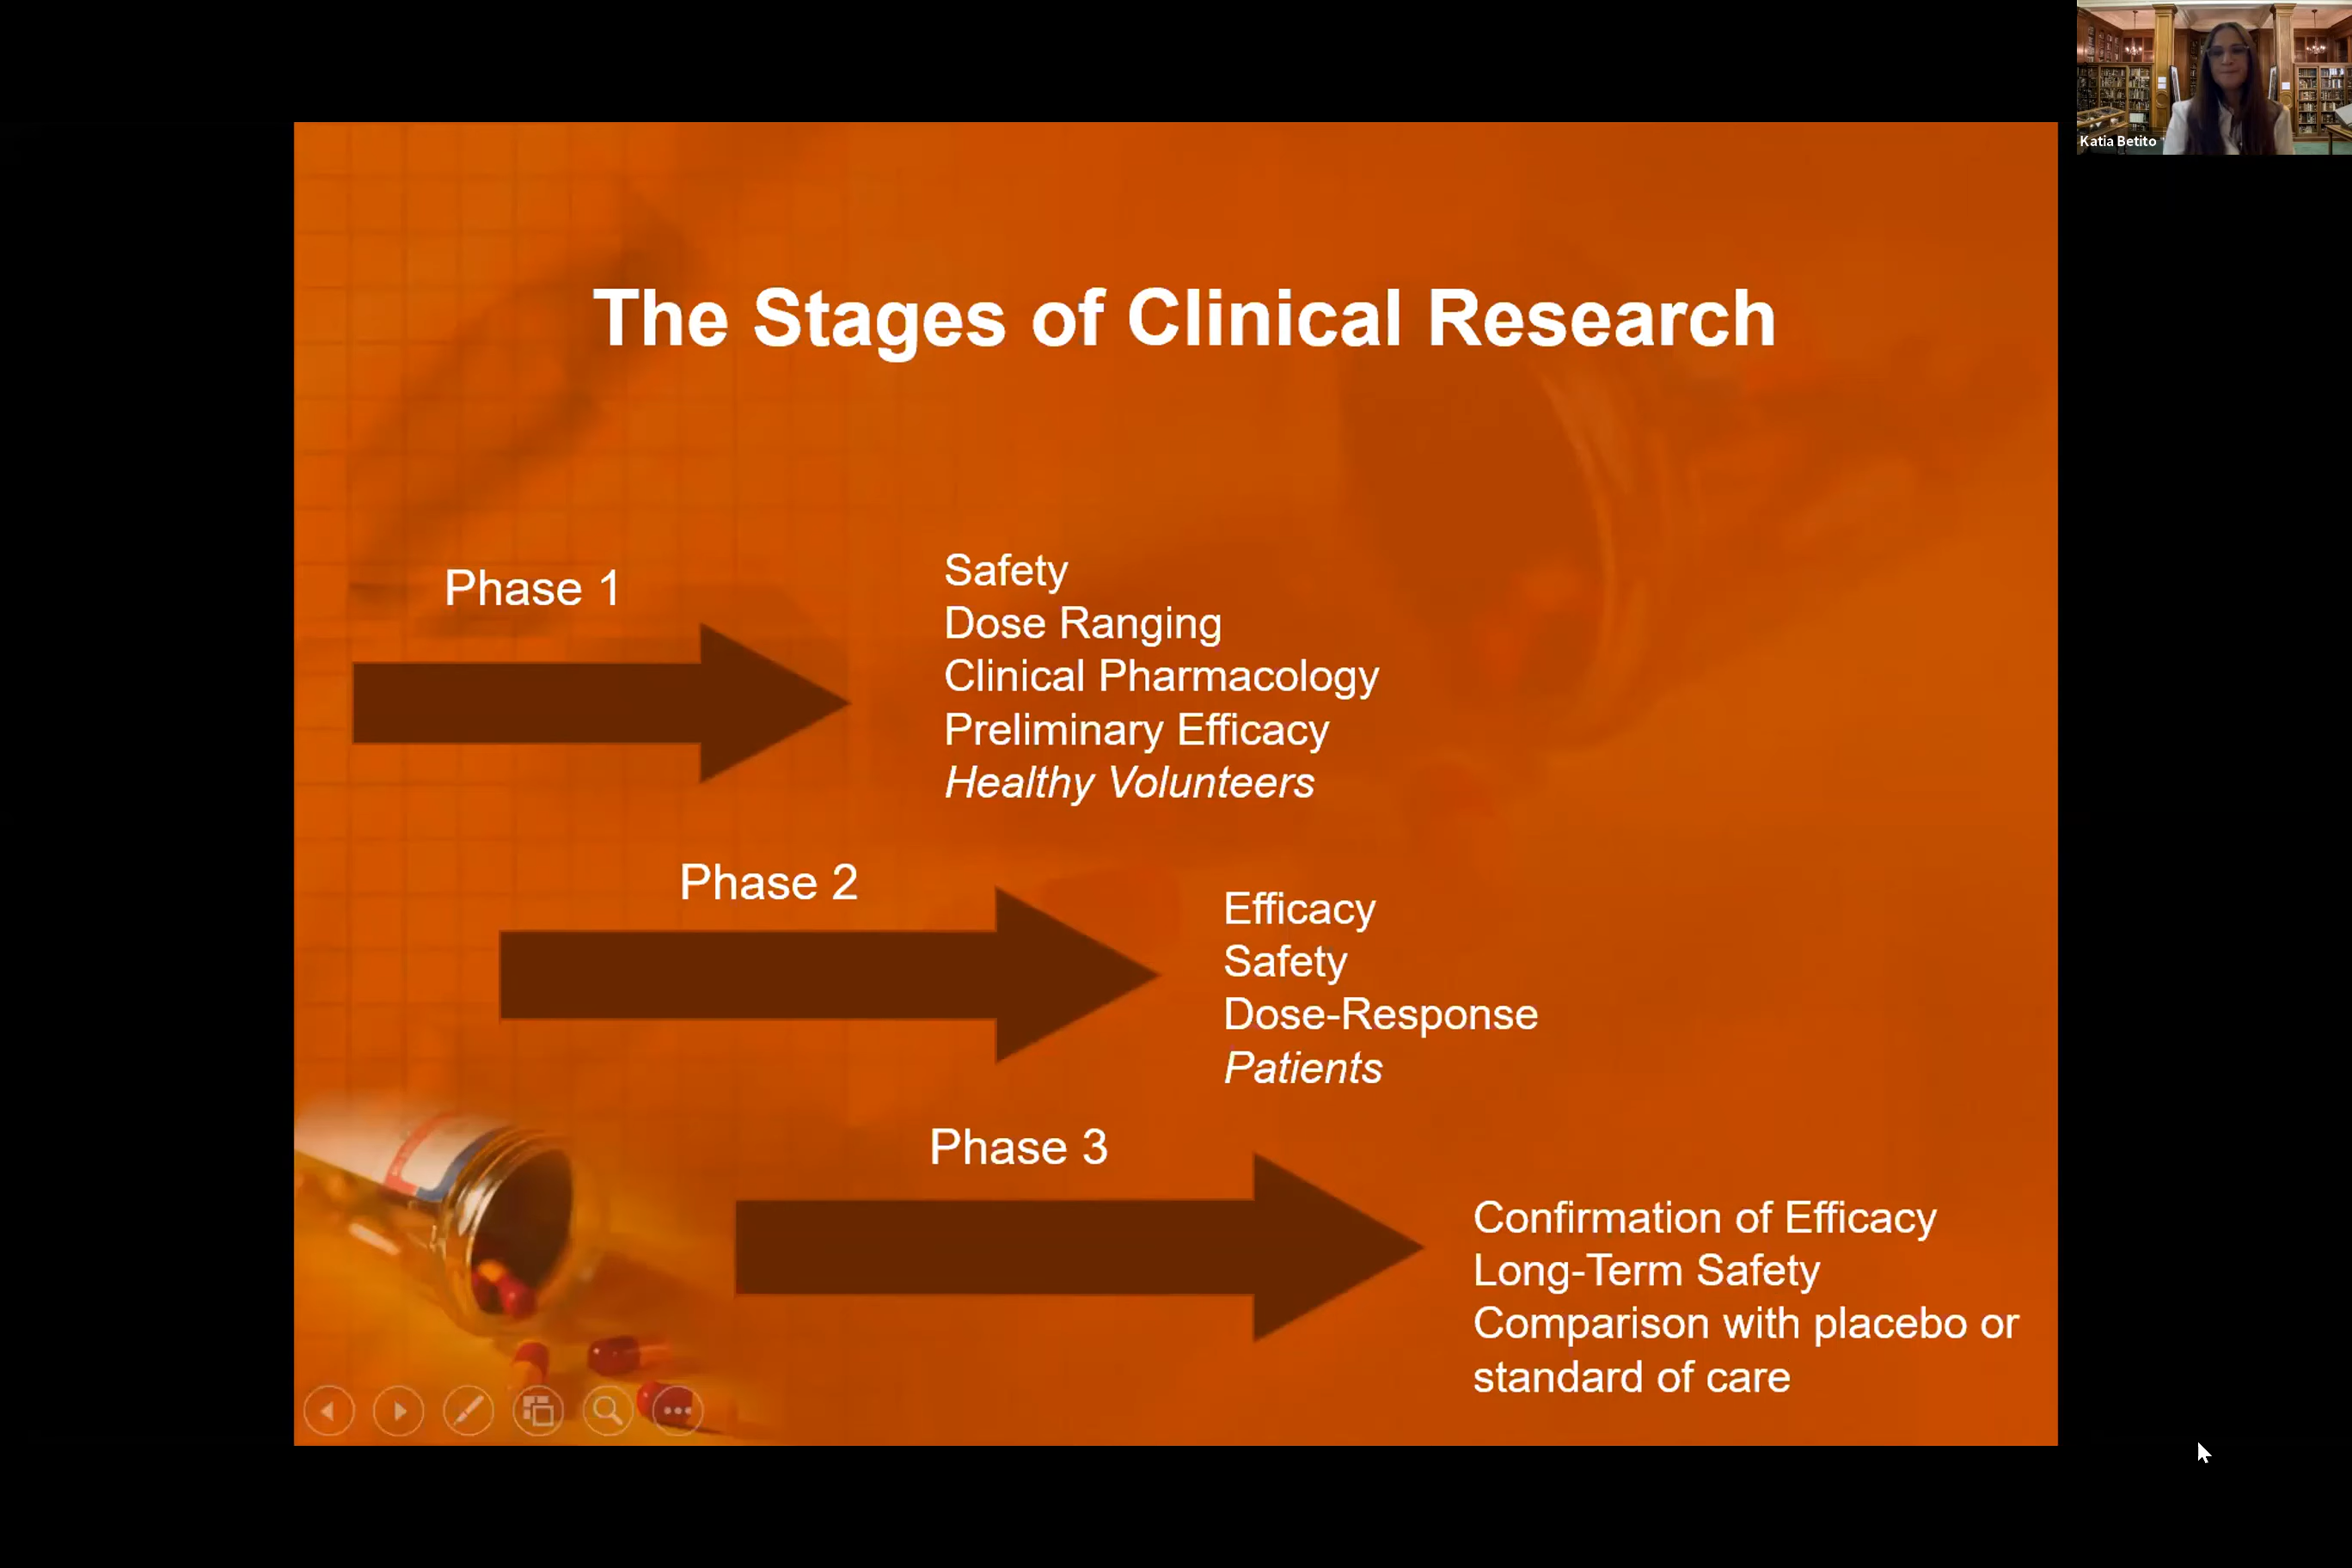 Katia Betito
The Stages of Clinical Research
Phase 1
Safety
Dose Ranging
Clinical Pharmacology
Preliminary Efficacy
Healthy Volunteers
Phase 2
Efficacy
Safety
Dose-Response
Patients
Phase 3
Confirmation of Efficacy
Long-Term Safety
Comparison with placebo or
standard of care